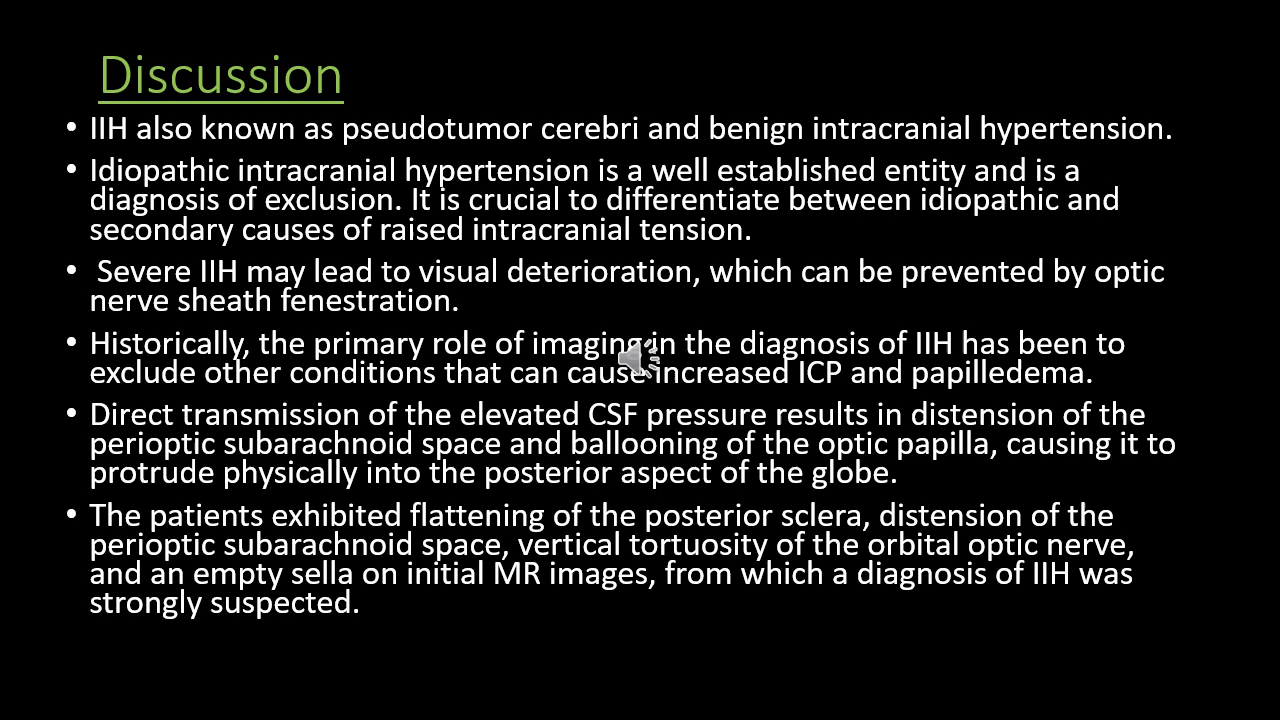 Discussion
• IIH also known as pseudotumor cerebri and benign intracranial hypertension.
• Idiopathic intracranial hypertension is a well established entity and is a
diagnosis of exclusion. It is crucial to differentiate between idiopathic and
secondary causes of raised intracranial tension.
• Severe IIH may lead to visual deterioration, which can be prevented by optic
nerve sheath fenestration.
• Historically, the primary role of imaging in the diagnosis of IIH has been to
exclude other conditions that can cause increased ICP and papilledema.
• Direct transmission of the elevated CSF pressure results in distension of the
perioptic subarachnoid space and ballooning of the optic papilla, causing it to
protrude physically into the posterior aspect of the globe.
• The patients exhibited flattening of the posterior sclera, distension of the
perioptic subarachnoid space, vertical tortuosity of the orbital optic nerve,
and an empty sella on initial MR images, from which a diagnosis of IIH was
strongly suspected.